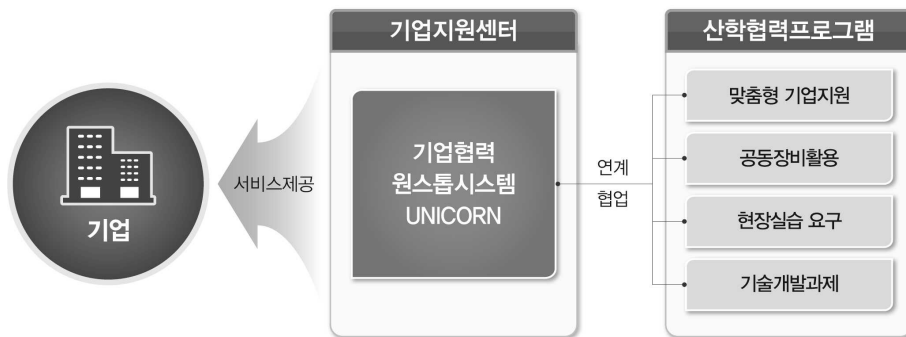 기업지원센터
산학협력프로그램
기업
서비스제공
기업협력
원스톱시스템
UNICORN
연계
협업
맞춤형 기업지원
공동장비활용
현장실습 요구
기술개발과제